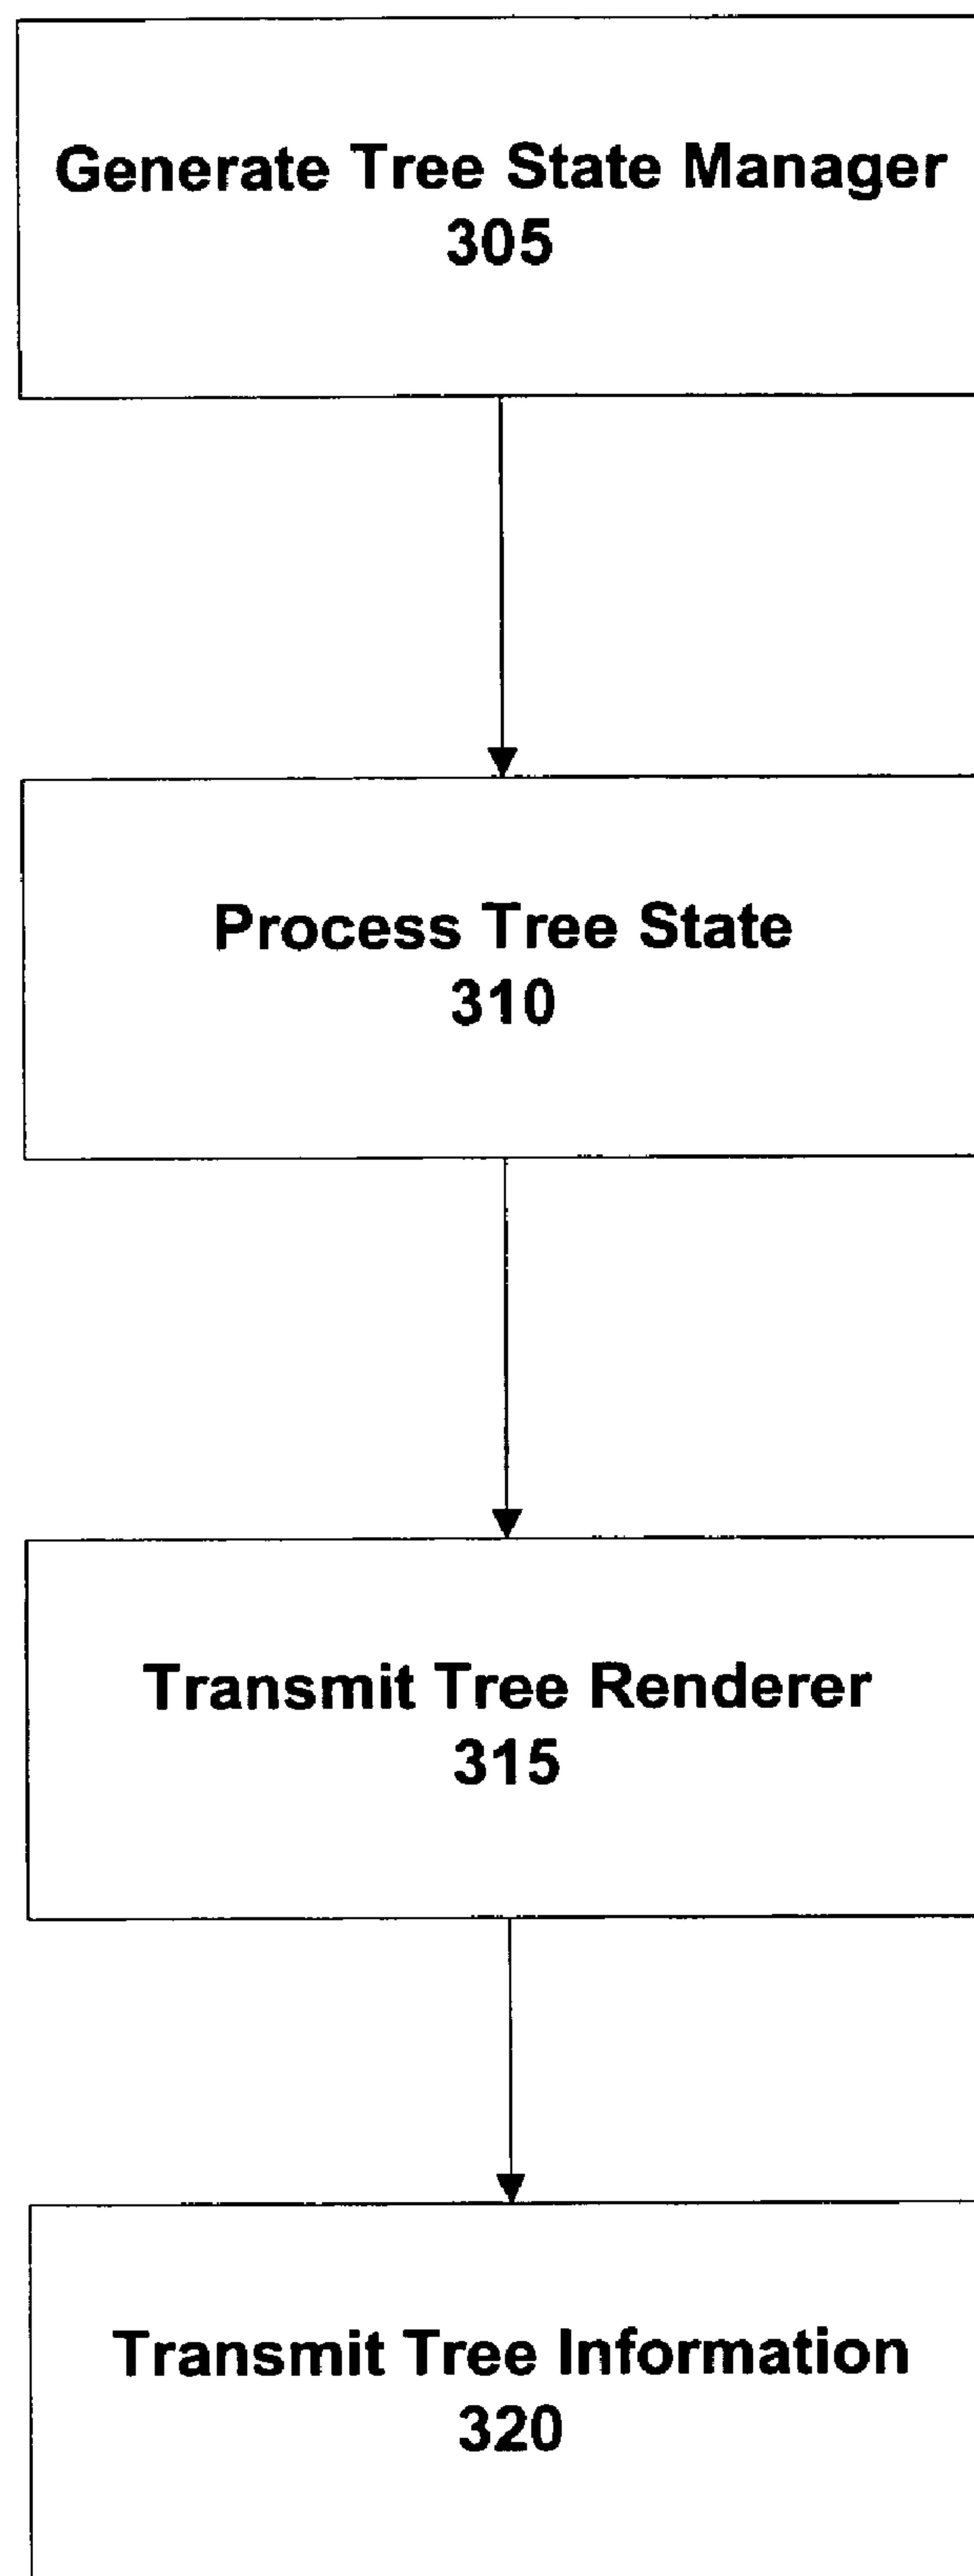 Generate Tree State Manager
305
Process Tree State
310
Transmit Tree Renderer
315
Transmit Tree Information
320